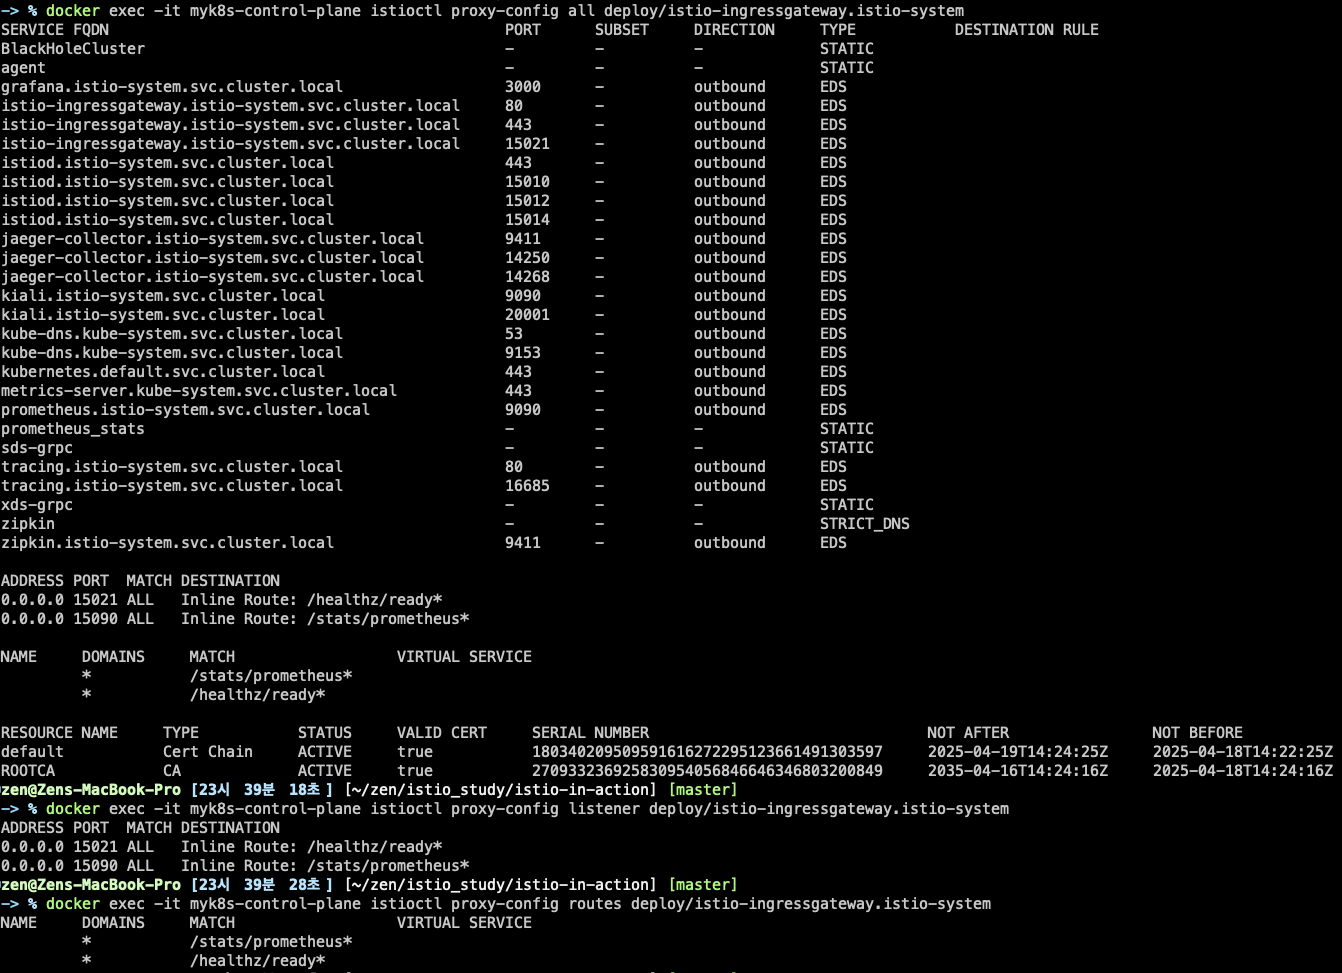 -> % docker exec -it myk8s-control-plane istioctl proxy-config all deploy/istio-ingressgateway.istio-system
SERVICE FQDN PORT SUBSET DIRECTION TYPE DESTINATION RULE
BlackHoleCluster - - - STATIC
agent - - - STATIC
grafana.istio-system.svc.cluster.local 3000 - outbound EDS
istio-ingressgateway.istio-system.svc.cluster.local 80 - outbound EDS
istio-ingressgateway.istio-system.svc.cluster.local 443 - outbound EDS
istio-ingressgateway.istio-system.svc.cluster.local 15021 - outbound EDS
istiod.istio-system.svc.cluster.local 443 - outbound EDS
istiod.istio-system.svc.cluster.local 15010 - outbound EDS
istiod.istio-system.svc.cluster.local 15012 - outbound EDS
istiod.istio-system.svc.cluster.local 15014 - outbound EDS
jaeger-collector.istio-system.svc.cluster.local 9411 - outbound EDS
jaeger-collector.istio-system.svc.cluster.local 14250 - outbound EDS
jaeger-collector.istio-system.svc.cluster.local 14268 - outbound EDS
kiali.istio-system.svc.cluster.local 9090 - outbound EDS
kiali.istio-system.svc.cluster.local 20001 - outbound EDS
kube-dns.kube-system.svc.cluster.local 53 - outbound EDS
kube-dns.kube-system.svc.cluster.local 9153 - outbound EDS
kubernetes.default.svc.cluster.local 443 - outbound EDS
metrics-server.kube-system.svc.cluster.local 443 - outbound EDS
prometheus.istio-system.svc.cluster.local 9090 - outbound EDS
prometheus_stats - - - STATIC
sds-grpc - - - STATIC
tracing.istio-system.svc.cluster.local 80 - outbound EDS
tracing.istio-system.svc.cluster.local 16685 - outbound EDS
xds-grpc - - - STATIC
zipkin - - - STRICT_DNS
zipkin.istio-system.svc.cluster.local 9411 - outbound EDS
ADDRESS PORT MATCH DESTINATION
0.0.0.0 15021 ALL Inline Route: /healthz/ready*
0.0.0.0 15090 ALL Inline Route: /stats/prometheus*
NAME DOMAINS MATCH VIRTUAL SERVICE
* /stats/prometheus*
* /healthz/ready*
RESOURCE NAME TYPE STATUS VALID CERT SERIAL NUMBER NOT AFTER NOT BEFORE
default Cert Chain ACTIVE true 180340209509591616272295123661491303597 2025-04-19T14:24:25Z 2025-04-18T14:22:25Z
ROOTCA CA ACTIVE true 270933236925830954056846646346803200849 2035-04-16T14:24:16Z 2025-04-18T14:24:16Z
zen@Zens-MacBook-Pro [23시 39분 18초] [~/zen/istio_study/istio-in-action] [master]
-> % docker exec -it myk8s-control-plane istioctl proxy-config listener deploy/istio-ingressgateway.istio-system
ADDRESS PORT MATCH DESTINATION
0.0.0.0 15021 ALL Inline Route: /healthz/ready*
0.0.0.0 15090 ALL Inline Route: /stats/prometheus*
zen@Zens-MacBook-Pro [23시 39분 28초] [~/zen/istio_study/istio-in-action] [master]
-> % docker exec -it myk8s-control-plane istioctl proxy-config routes deploy/istio-ingressgateway.istio-system
NAME DOMAINS MATCH VIRTUAL SERVICE
* /stats/prometheus*
* /healthz/ready*